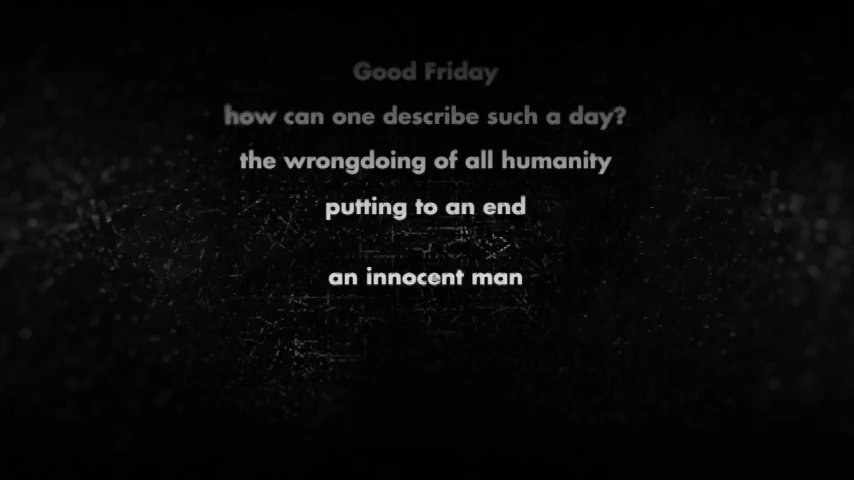 Good Friday
how can one describe such a day?
the wrongdoing of all humanity
putting to an end
an innocent man